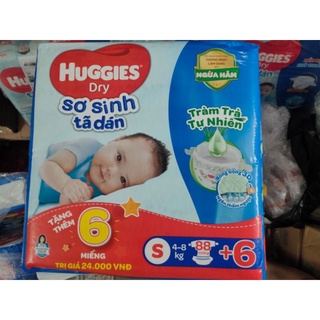 HUGGIES
Dry
sơ sinh
tã dán
NGỪA HĂM
Tràm Trà
Tự Nhiên
TẶNG
THÊM
6
MIẾNG
TRỊ GIÁ 24.000 VNĐ
S
4-8
kg
88
+6